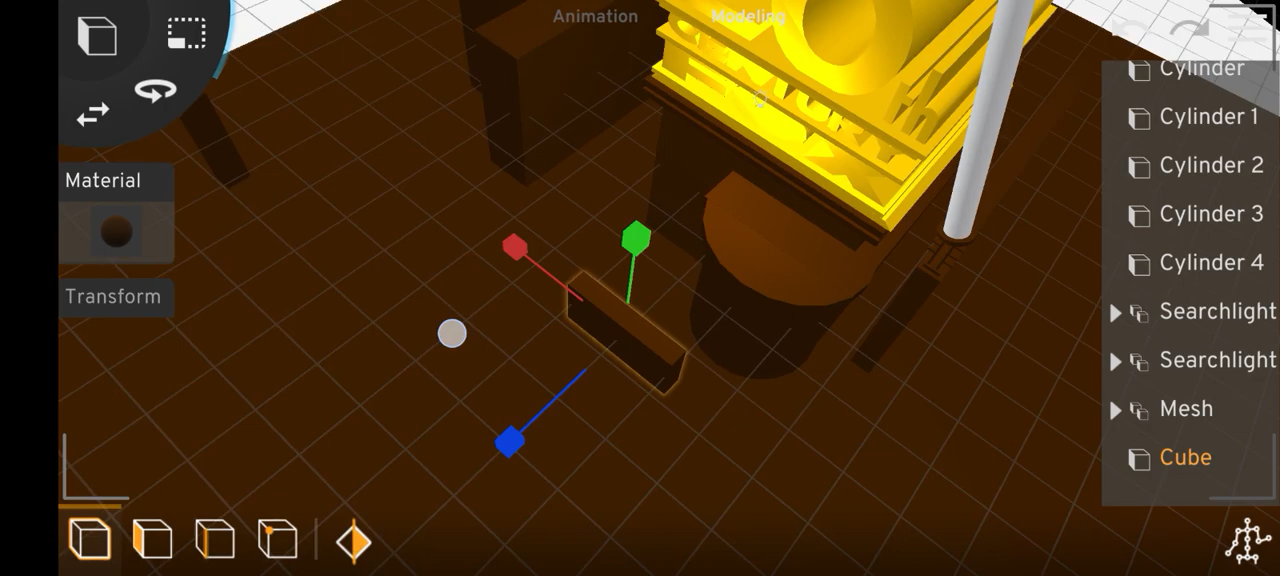 Animation
Modeling
Material
Transform
Cylinder
Cylinder 1
Cylinder 2
Cylinder 3
Cylinder 4
Searchlight
Searchlight
Mesh
Cube